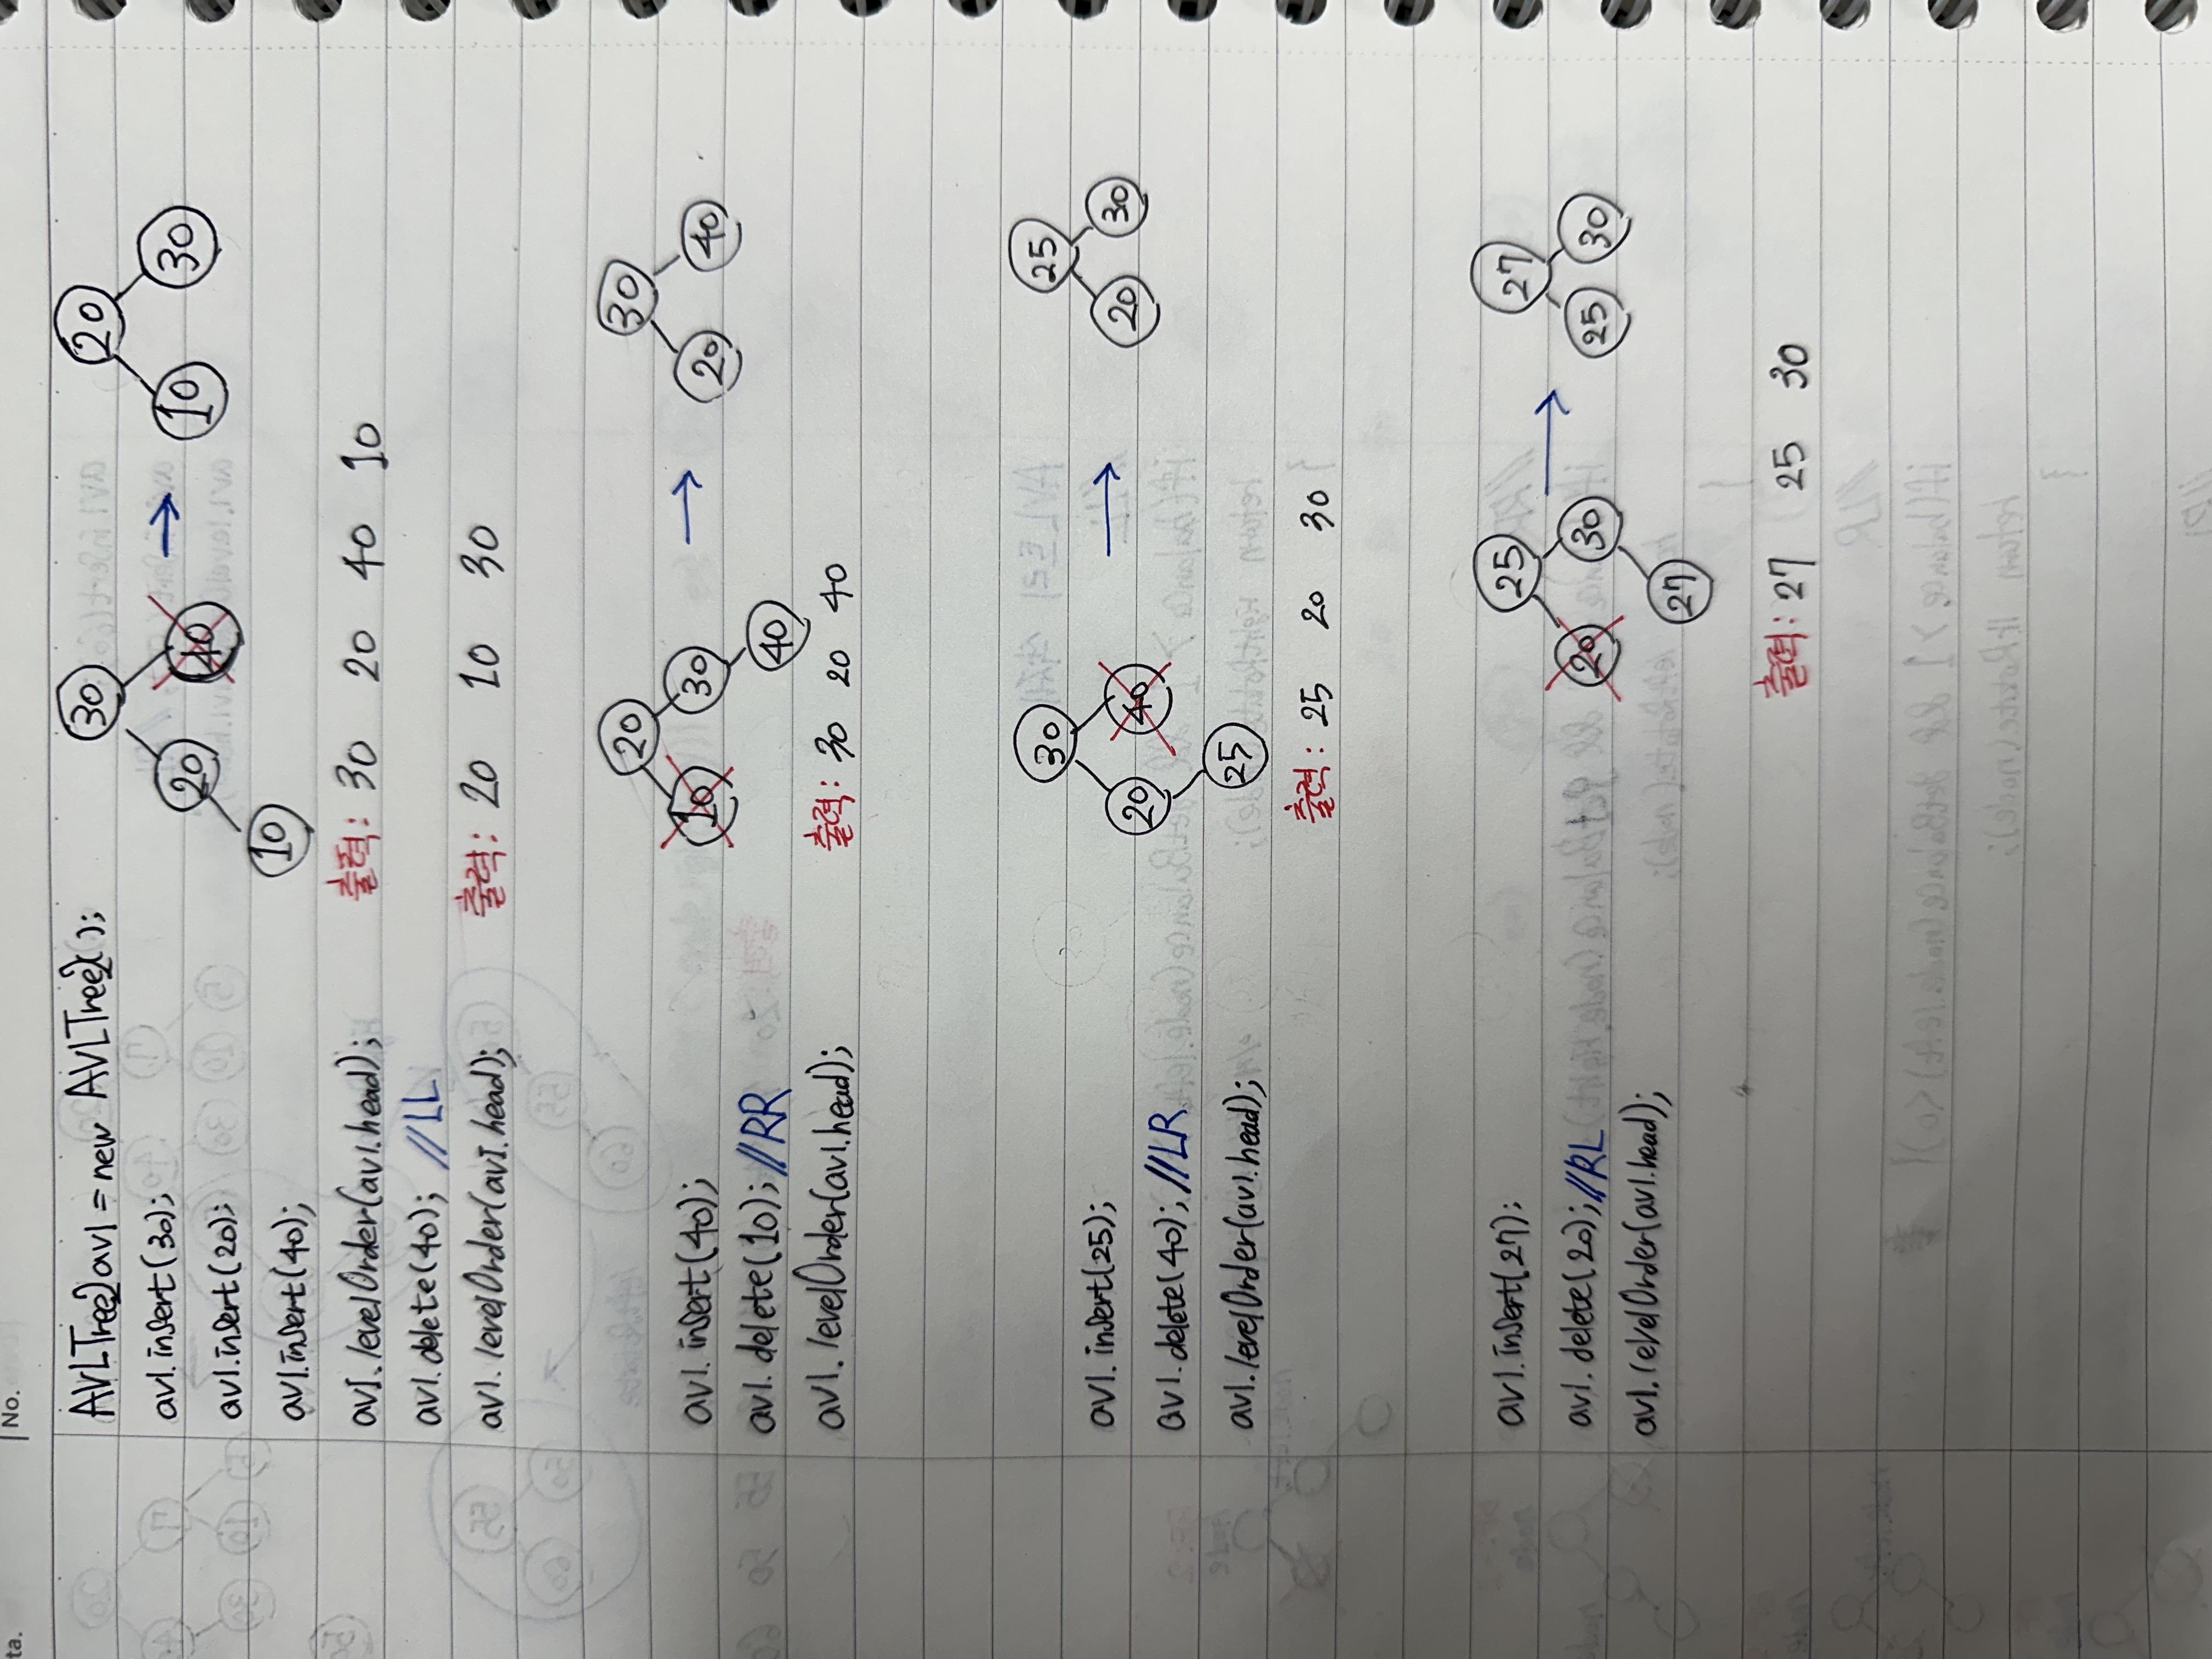 ta. No.
AVLTree2 avl = new AVLTree2();
avl.insert(30);
avl.insert(20);
avl.insert(40);
30
20 40
10
20
10 30
avl.levelOrder(avl.head); 출력: 30 20 40 10
avl.delete(40); //LL
avl.levelOrder(avl.head); 출력: 20 10 30
avl.insert(40);
avl.delete(10); //RR
20
10 30
40
30
20 40
avl.levelOrder(avl.head); 출력: 30 20 40
avl.insert(25);
avl.delete(40); //LR
avl.levelOrder(avl.head);
30
20 40
25
25
20 30
출력: 25 20 30
avl.insert(27);
avl.delete(20); //RL
avl.levelOrder(avl.head);
25
20 30
27
27
25 30
출력: 27 25 30